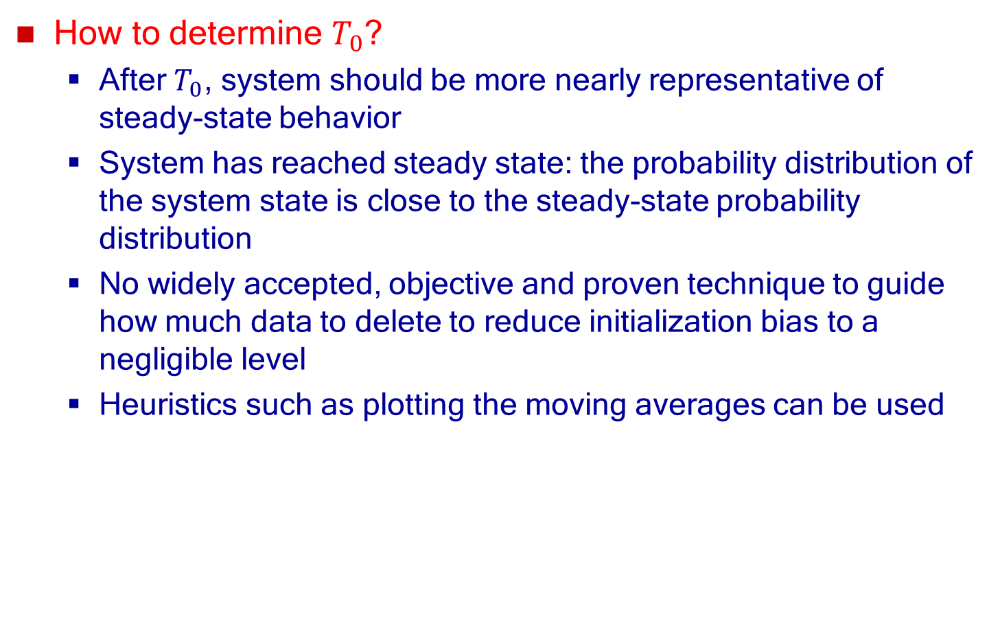 How to determine T₀?
After T₀, system should be more nearly representative of
steady-state behavior
System has reached steady state: the probability distribution of
the system state is close to the steady-state probability
distribution
No widely accepted, objective and proven technique to guide
how much data to delete to reduce initialization bias to a
negligible level
Heuristics such as plotting the moving averages can be used